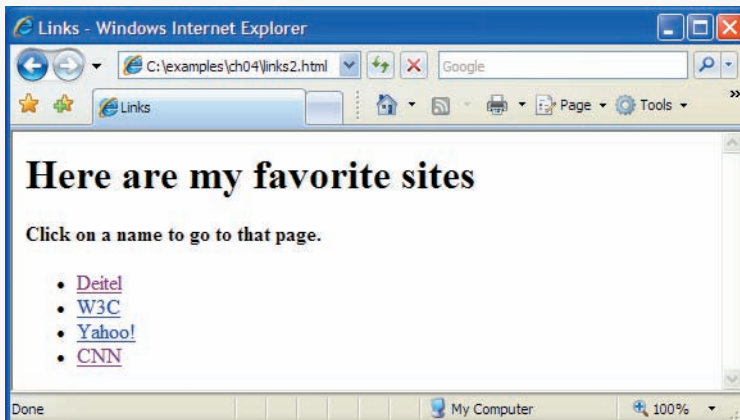 Links - Windows Internet Explorer
C:\examples\ch04\links2.html Google
Links Page Tools »
Here are my favorite sites
Click on a name to go to that page.
• Deitel
• W3C
• Yahoo!
• CNN
Done My Computer 100%